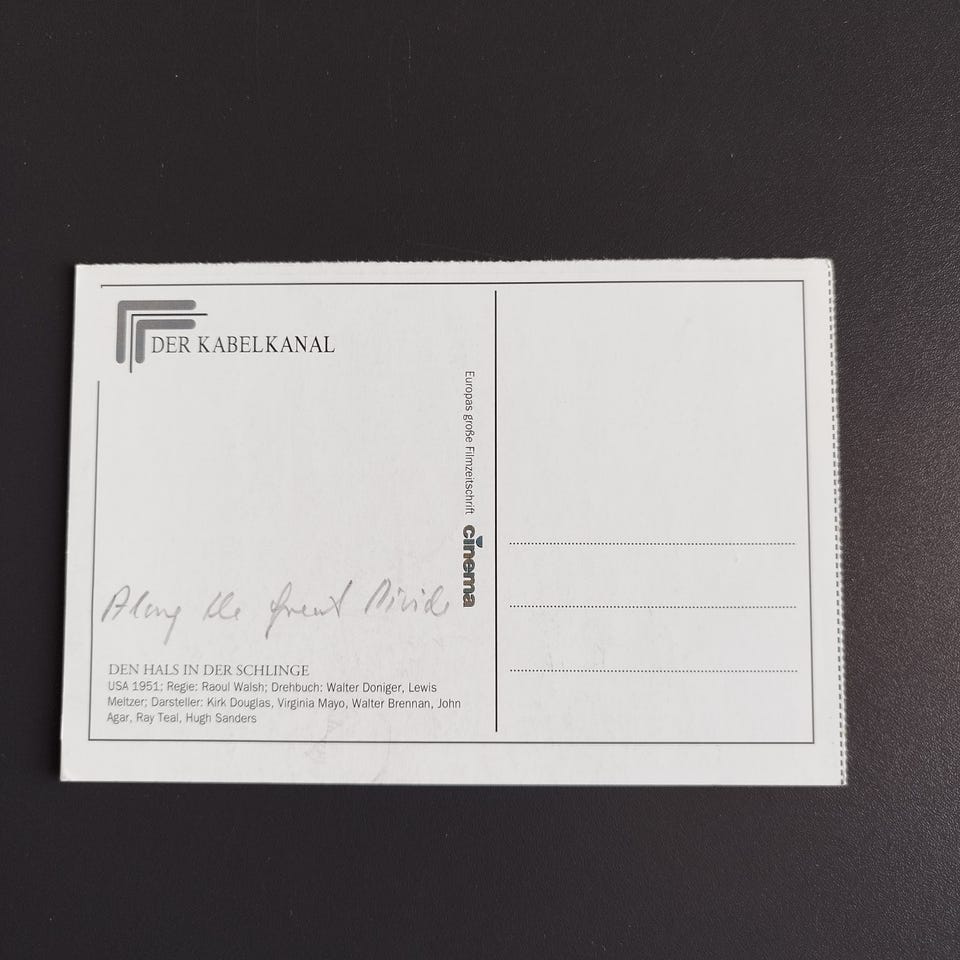 DER KABELKANAL
Europas große Filmzeitschrift cinema
Along the Great Divide
DEN HALS IN DER SCHLINGE
USA 1951; Regie: Raoul Walsh; Drehbuch: Walter Doniger, Lewis
Meltzer; Darsteller: Kirk Douglas, Virginia Mayo, Walter Brennan, John
Agar, Ray Teal, Hugh Sanders